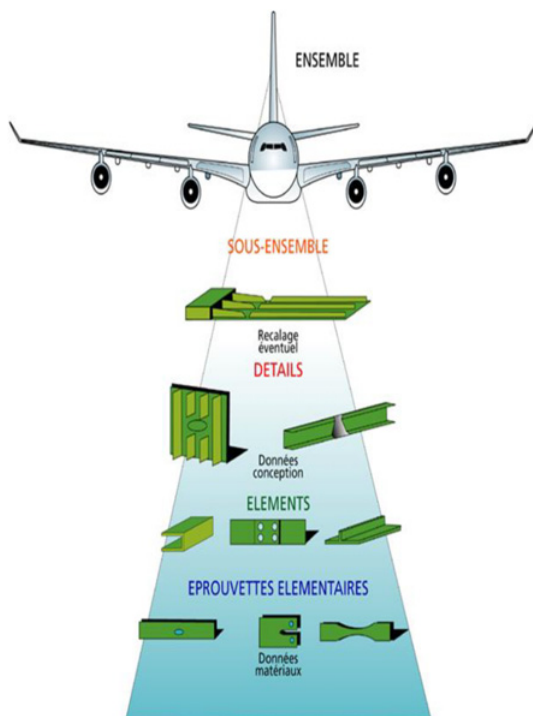 ENSEMBLE
SOUS-ENSEMBLE
Recalage
éventuel
DETAILS
Données
conception
ELEMENTS
EPROUVETTES ELEMENTAIRES
Données
matériaux